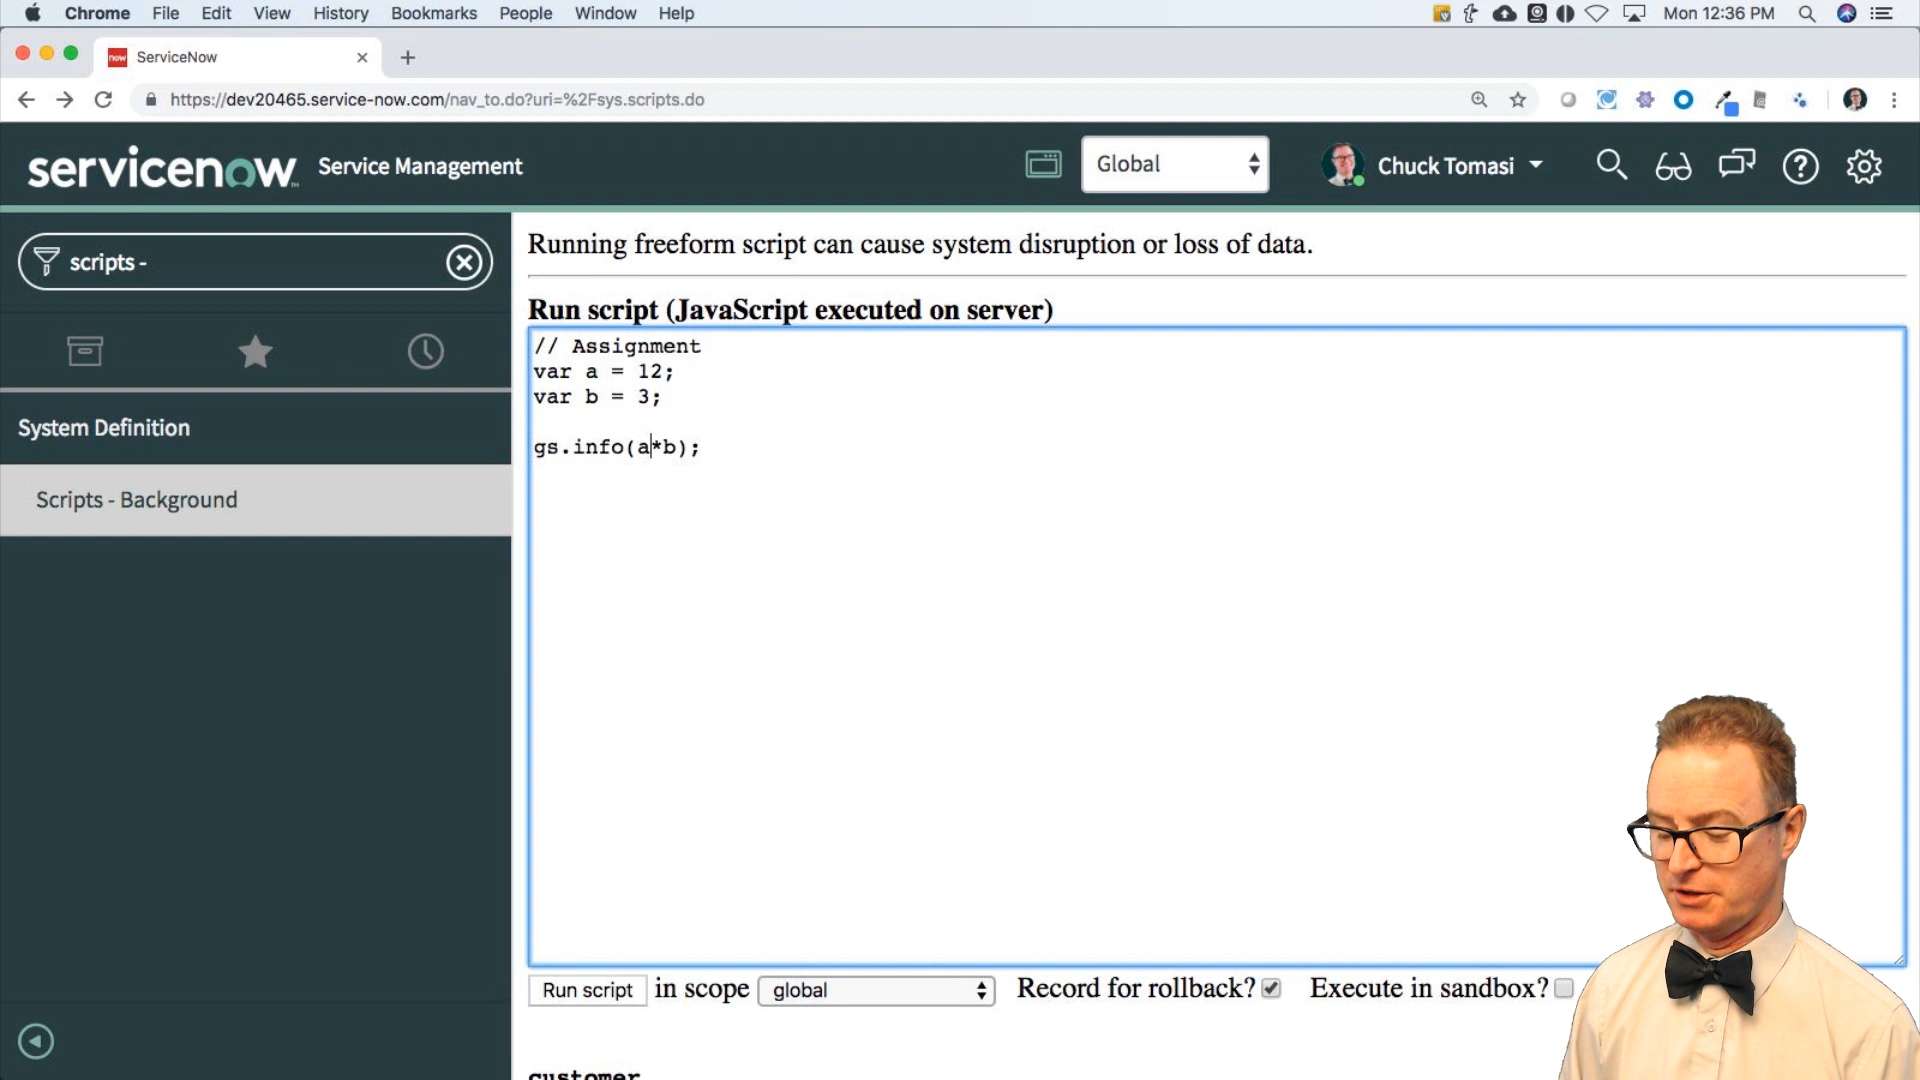 Chrome File Edit View History Bookmarks People Window Help Mon 12:36 PM
now ServiceNow
https://dev20465.service-now.com/nav_to.do?uri=%2Fsys.scripts.do
servicenow Service Management Global Chuck Tomasi
scripts -
System Definition
Scripts - Background
Running freeform script can cause system disruption or loss of data.
Run script (JavaScript executed on server)
// Assignment
var a = 12;
var b = 3;
gs.info(a*b);
Run script in scope global Record for rollback? Execute in sandbox?
customer